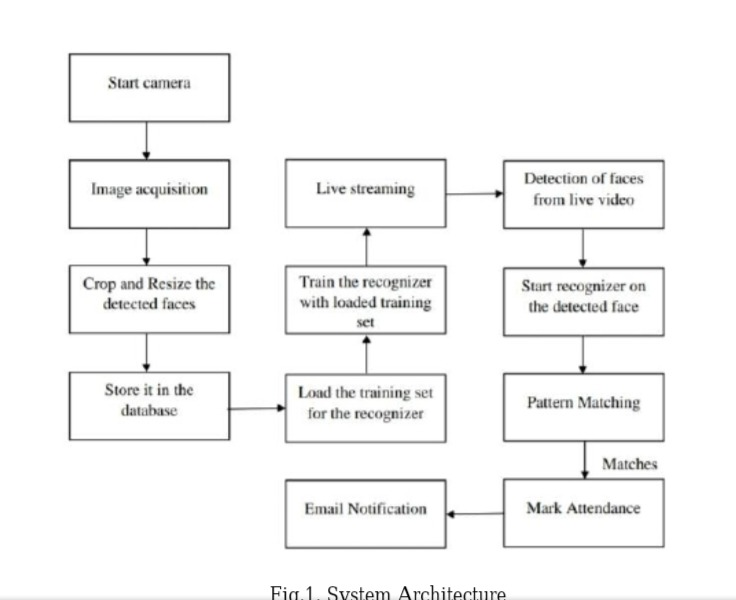 Start camera
Image acquisition
Crop and Resize the
detected faces
Store it in the
database
Load the training set
for the recognizer
Train the recognizer
with loaded training
set
Live streaming
Detection of faces
from live video
Start recognizer on
the detected face
Pattern Matching
Matches
Mark Attendance
Email Notification
Fig.1. System Architecture